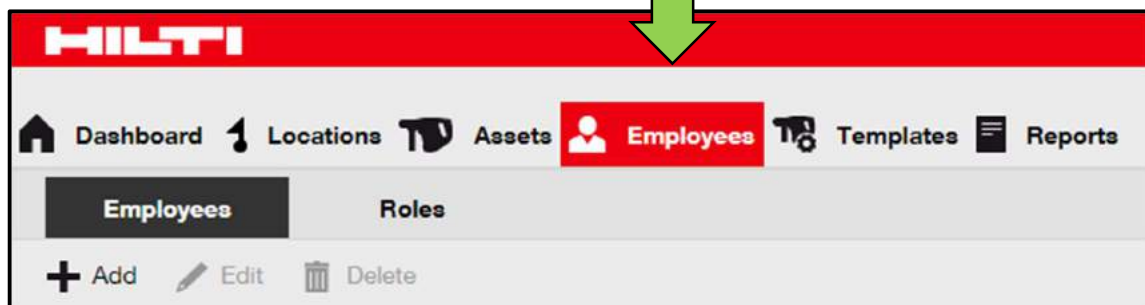 HILTI
Dashboard Locations Assets Employees Templates Reports
Employees Roles
Add Edit Delete